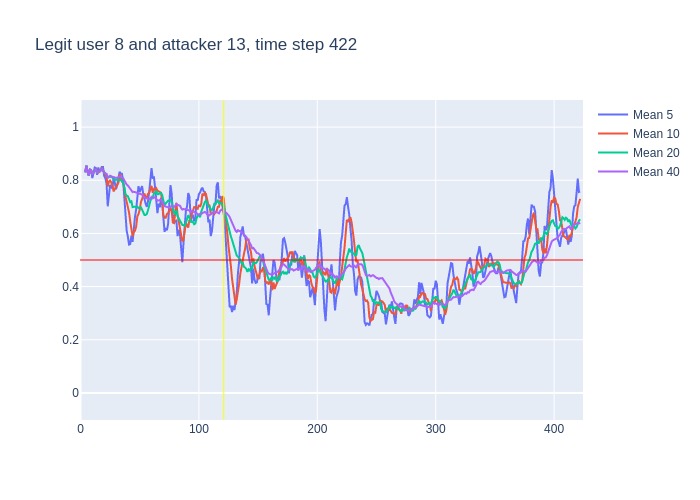 Legit user 8 and attacker 13, time step 422
1
0.8
0.6
0.4
0.2
0
0 100 200 300 400
Mean 5
Mean 10
Mean 20
Mean 40